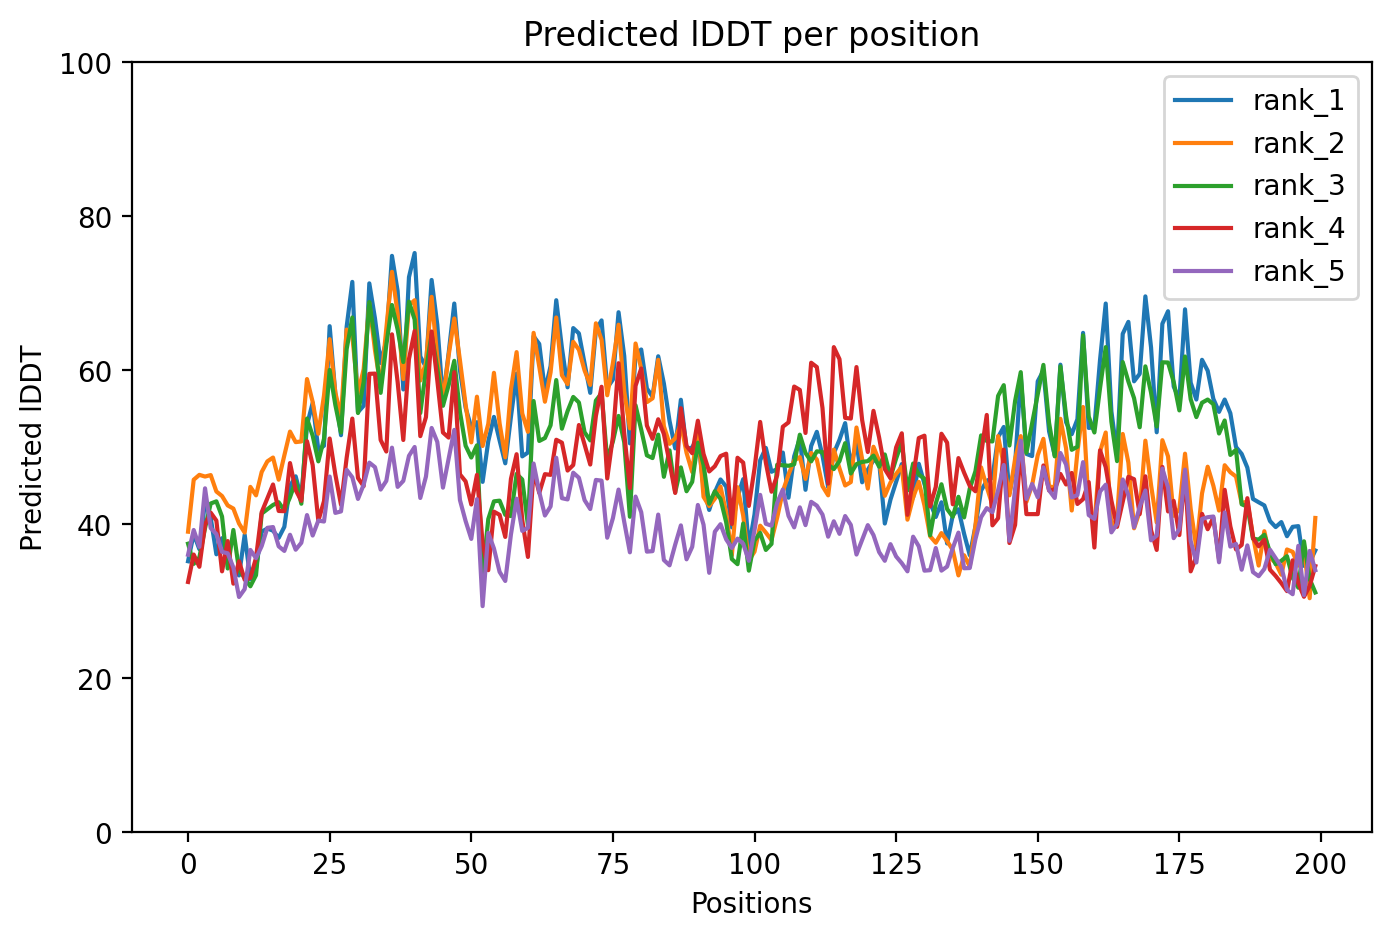 Predicted lDDT per position
100
80
60
40
20
0
Predicted lDDT
0 25 50 75 100 125 150 175 200
Positions
rank_1
rank_2
rank_3
rank_4
rank_5